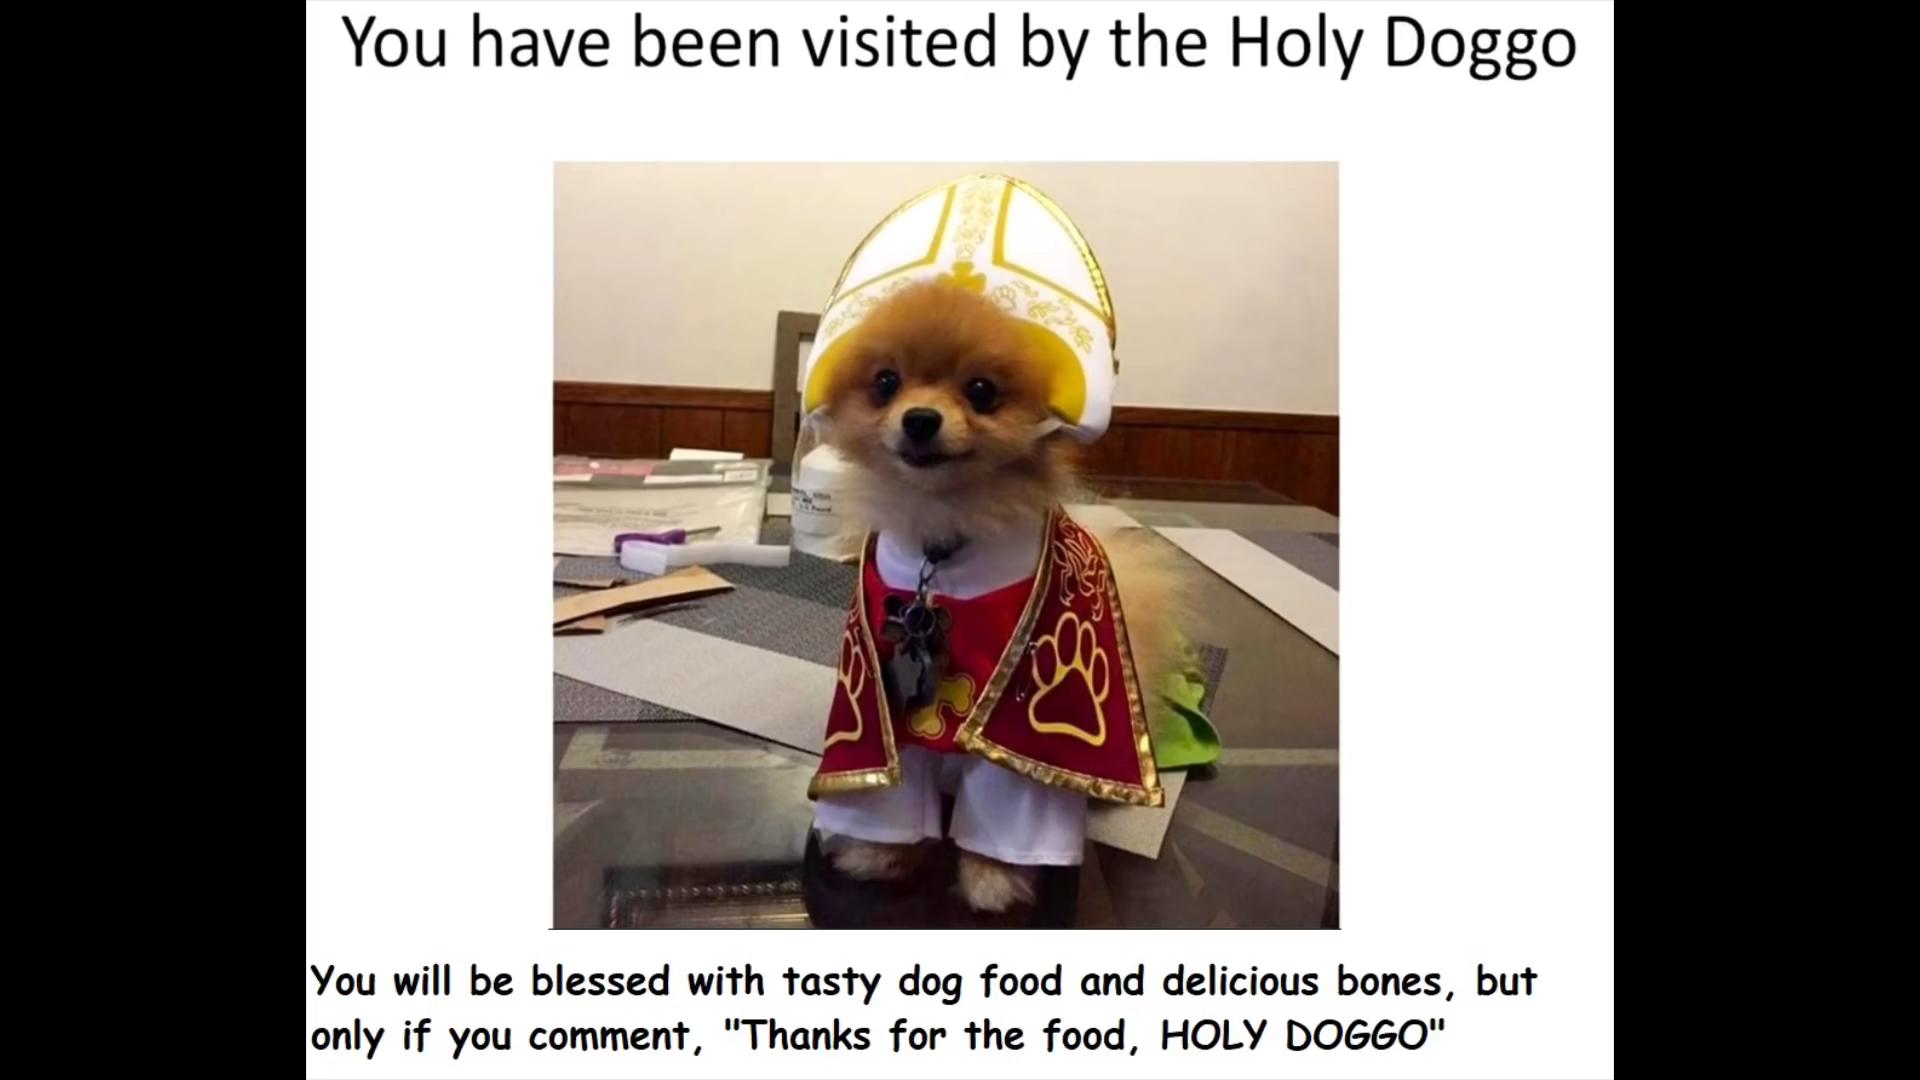 You have been visited by the Holy Doggo
You will be blessed with tasty dog food and delicious bones, but
only if you comment, "Thanks for the food, HOLY DOGGO"